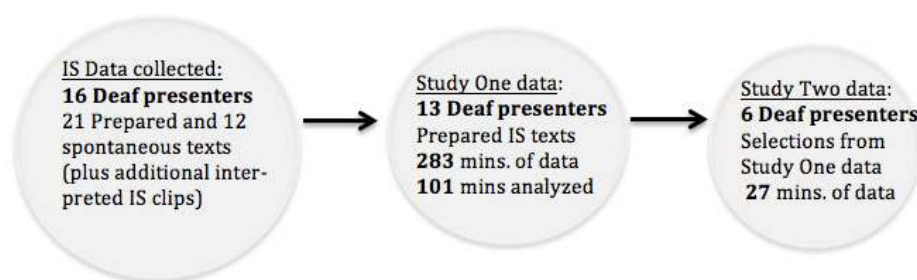 IS Data collected:
16 Deaf presenters
21 Prepared and 12
spontaneous texts
(plus additional inter-
preted IS clips)
Study One data:
13 Deaf presenters
Prepared IS texts
283 mins. of data
101 mins analyzed
Study Two data:
6 Deaf presenters
Selections from
Study One data
27 mins. of data